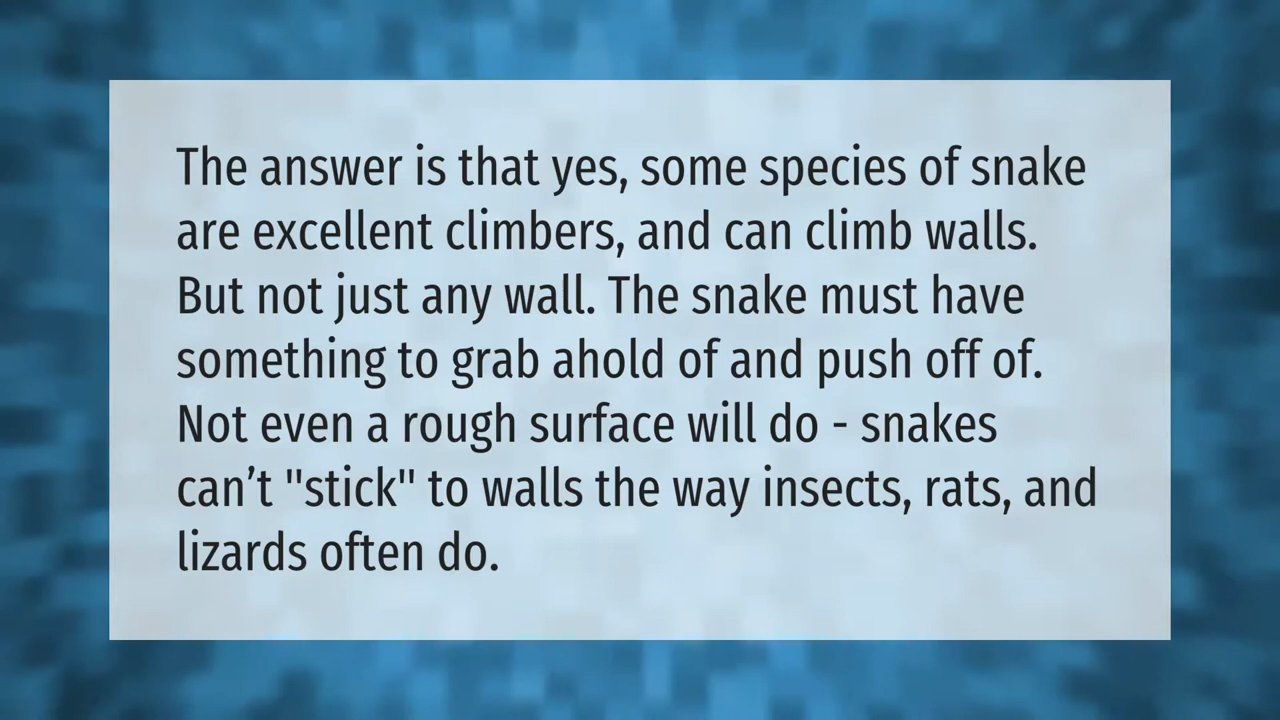 The answer is that yes, some species of snake
are excellent climbers, and can climb walls.
But not just any wall. The snake must have
something to grab ahold of and push off of.
Not even a rough surface will do - snakes
can’t "stick" to walls the way insects, rats, and
lizards often do.